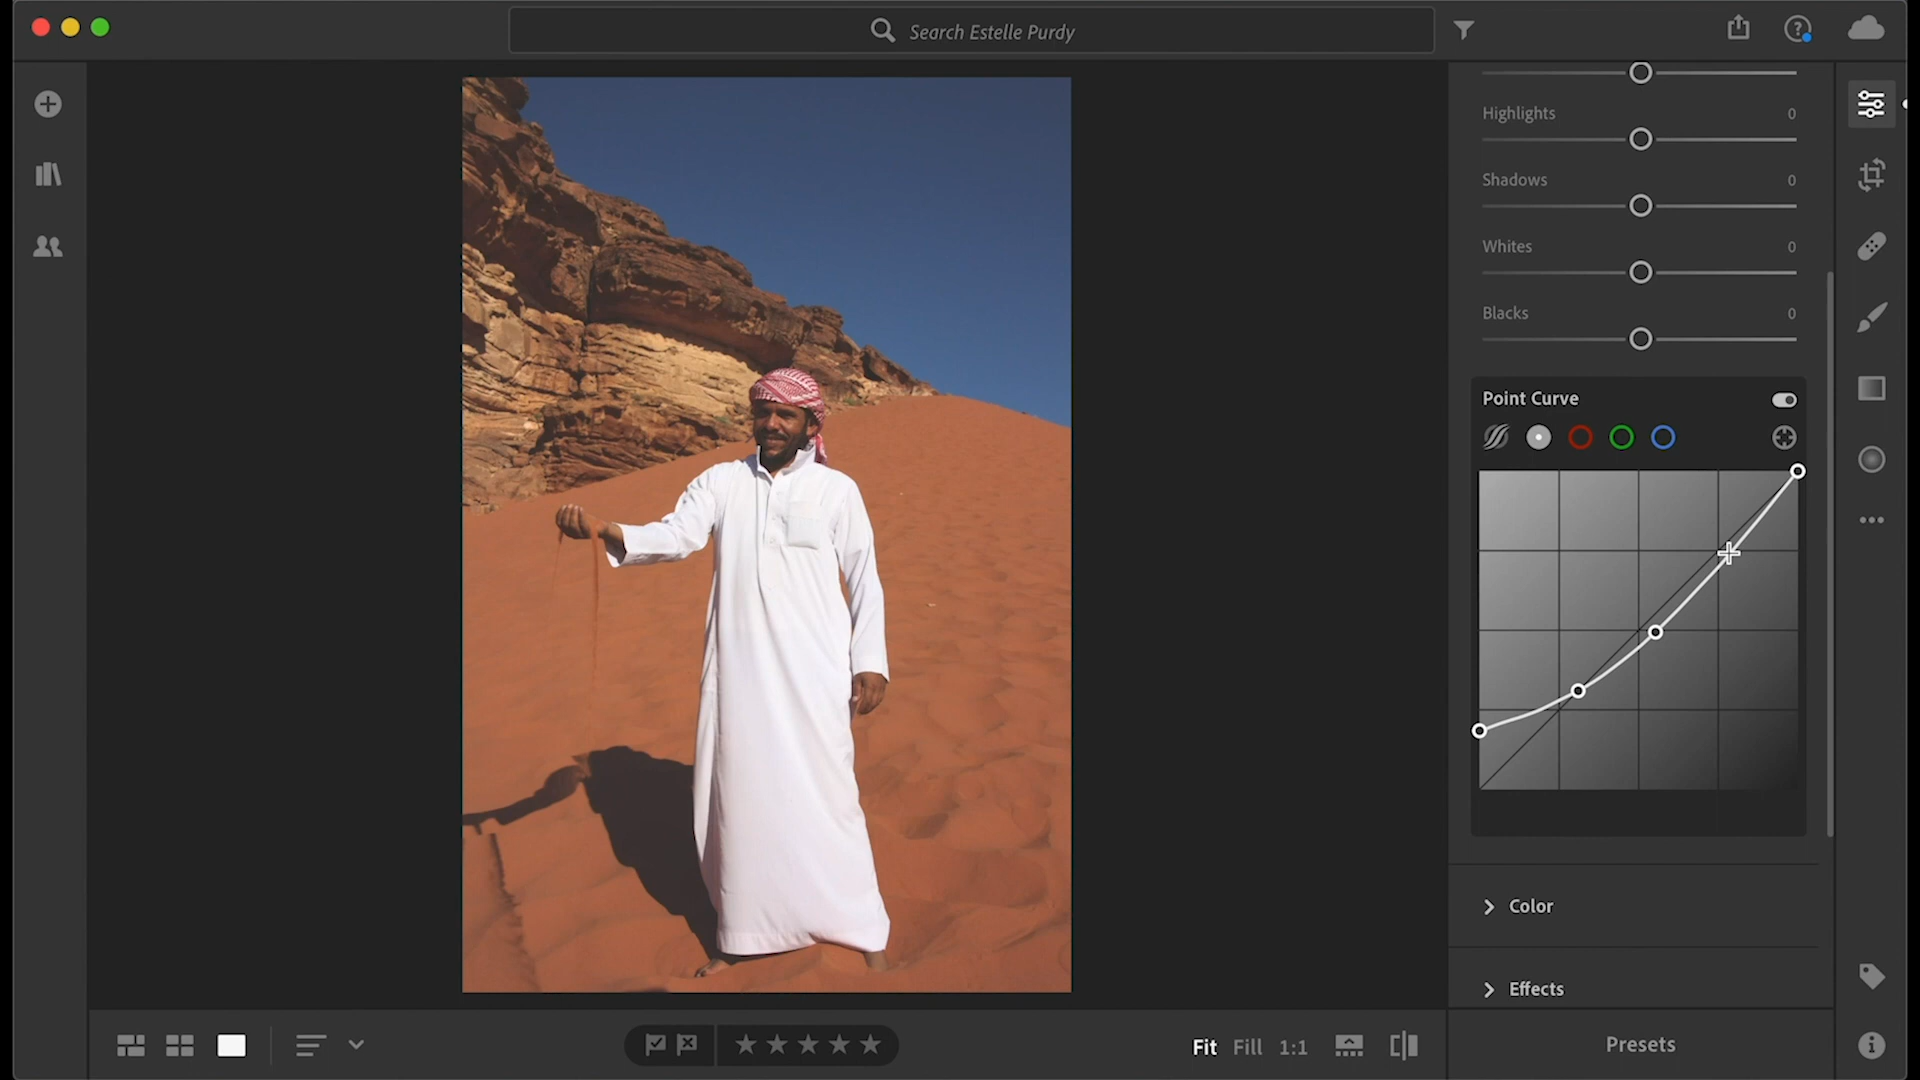 Search Estelle Purdy
Highlights 0
Shadows 0
Whites 0
Blacks 0
Point Curve
Color
Effects
Fit Fill 1:1
Presets